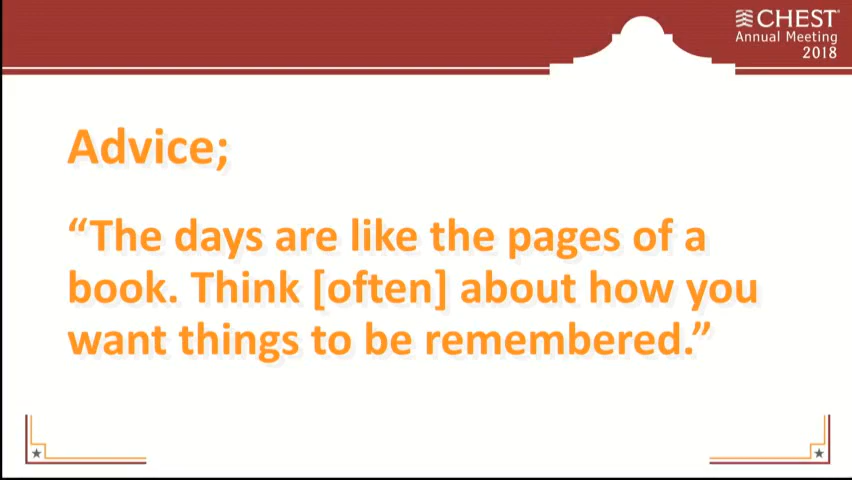 CHEST
Annual Meeting
2018
Advice;
“The days are like the pages of a
book. Think [often] about how you
want things to be remembered.”